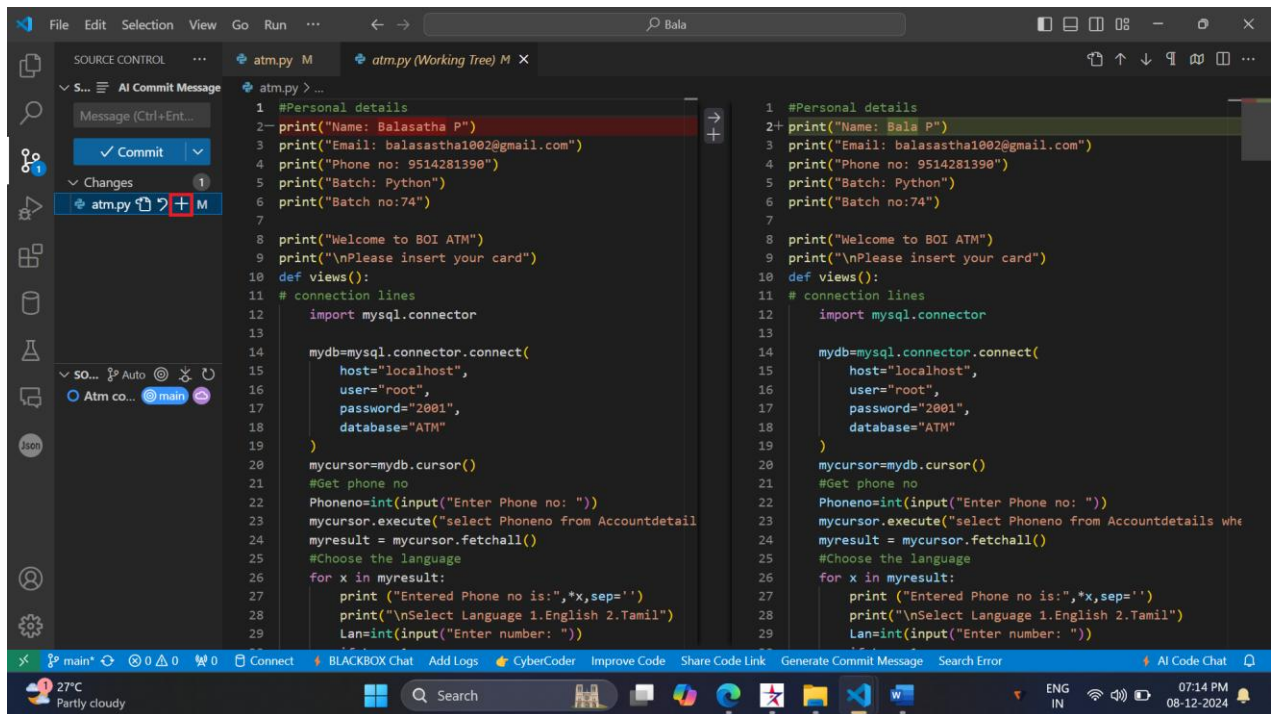 File Edit Selection View Go Run ··· Bala
SOURCE CONTROL ···
S... AI Commit Message
Message (Ctrl+Ent...
Commit
Changes 1
atm.py M
SO... Auto
Atm co... main
Json
1
atm.py M
atm.py (Working Tree) M
atm.py > ...
1 #Personal details
2 print("Name: Balasatha P")
3 print("Email: balasastha1002@gmail.com")
4 print("Phone no: 9514281390")
5 print("Batch: Python")
6 print("Batch no:74")
7
8 print("Welcome to BOI ATM")
9 print("\nPlease insert your card")
10 def views():
11 # connection lines
12 import mysql.connector
13
14 mydb=mysql.connector.connect(
15 host="localhost",
16 user="root",
17 password="2001",
18 database="ATM"
19 )
20 mycursor=mydb.cursor()
21 #Get phone no
22 Phoneno=int(input("Enter Phone no: "))
23 mycursor.execute("select Phoneno from Accountdetail
24 myresult = mycursor.fetchall()
25 #Choose the language
26 for x in myresult:
27 print ("Entered Phone no is:",*x,sep='')
28 print("\nSelect Language 1.English 2.Tamil")
29 Lan=int(input("Enter number: "))
1 #Personal details
2+ print("Name: Bala P")
3 print("Email: balasastha1002@gmail.com")
4 print("Phone no: 9514281390")
5 print("Batch: Python")
6 print("Batch no:74")
7
8 print("Welcome to BOI ATM")
9 print("\nPlease insert your card")
10 def views():
11 # connection lines
12 import mysql.connector
13
14 mydb=mysql.connector.connect(
15 host="localhost",
16 user="root",
17 password="2001",
18 database="ATM"
19 )
20 mycursor=mydb.cursor()
21 #Get phone no
22 Phoneno=int(input("Enter Phone no: "))
23 mycursor.execute("select Phoneno from Accountdetails whe
24 myresult = mycursor.fetchall()
25 #Choose the language
26 for x in myresult:
27 print ("Entered Phone no is:",*x,sep='')
28 print("\nSelect Language 1.English 2.Tamil")
29 Lan=int(input("Enter number: "))
main* 0 0 0 Connect BLACKBOX Chat Add Logs CyberCoder Improve Code Share Code Link Generate Commit Message Search Error AI Code Chat
1 27°C
Partly cloudy
Search
ENG
IN
07:14 PM
08-12-2024